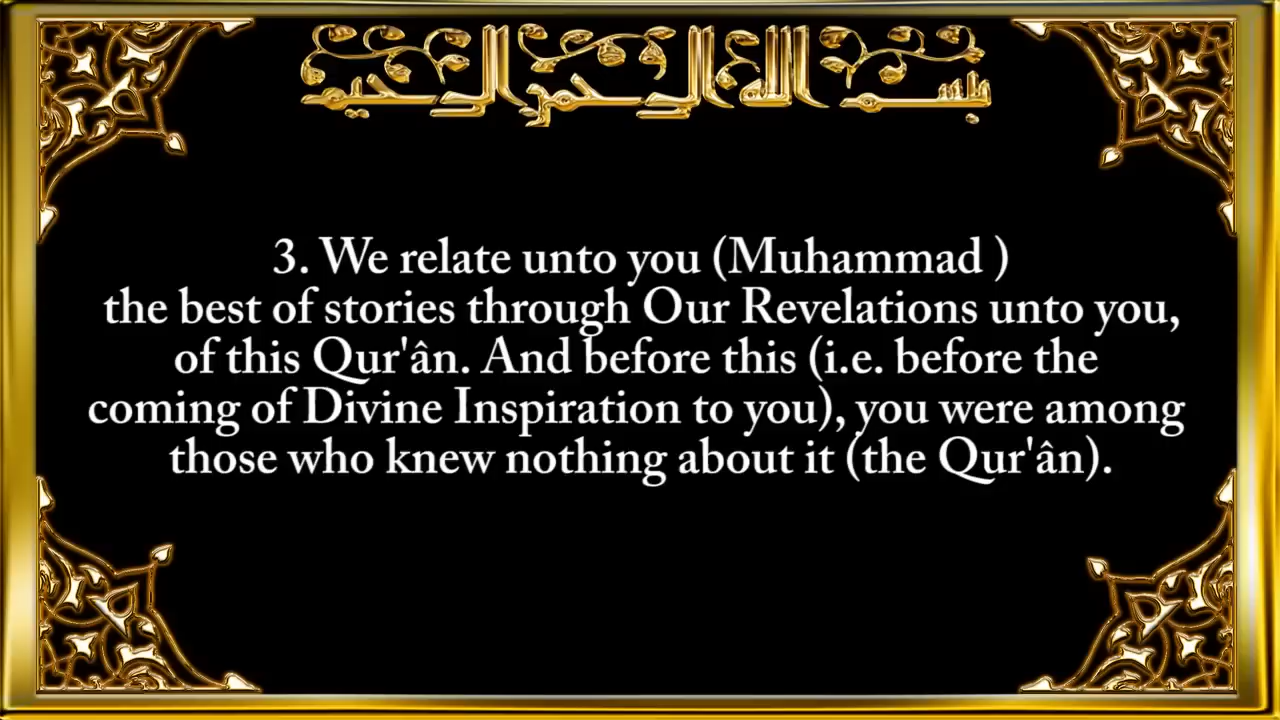 بسم الله الرحمن الرحيم
3. We relate unto you (Muhammad )
the best of stories through Our Revelations unto you,
of this Qur'ân. And before this (i.e. before the
coming of Divine Inspiration to you), you were among
those who knew nothing about it (the Qur'ân).